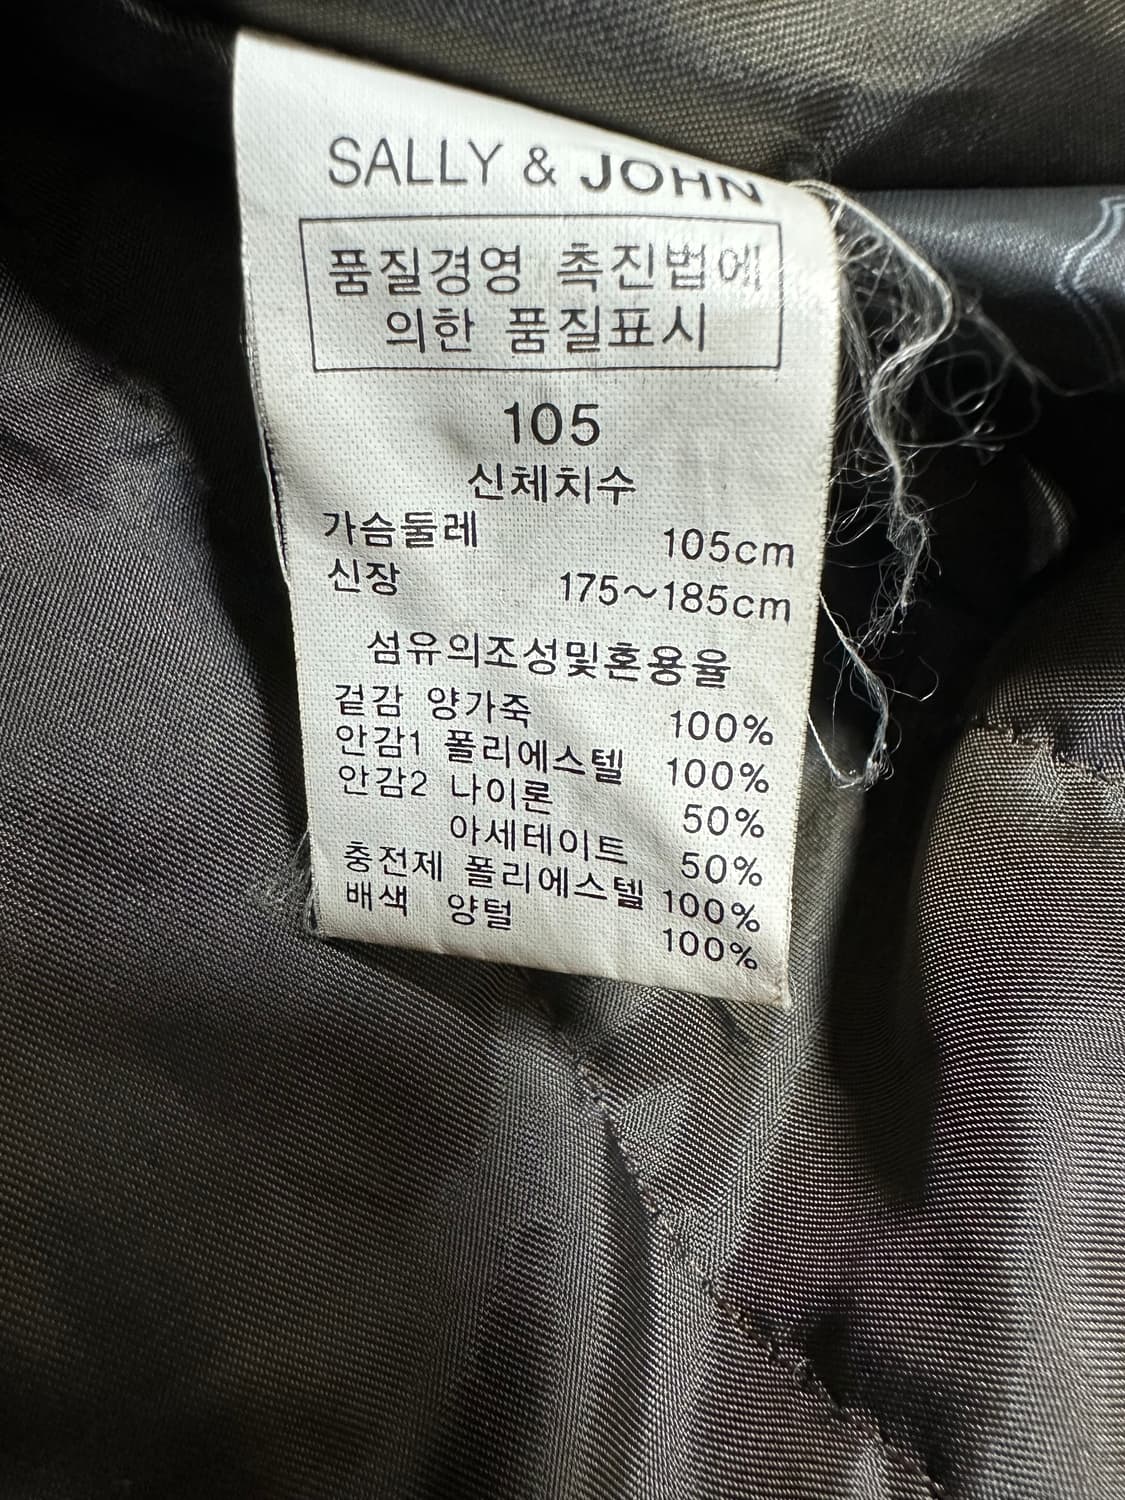 SALLY & JOHN
품질경영 촉진법에
의한 품질표시
105
신체치수
가슴둘레 105cm
신장 175~185cm
섬유의조성및혼용율
겉감 양가죽 100%
안감1 폴리에스텔 100%
안감2 나이론 50%
아세테이트 50%
충전제 폴리에스텔 100%
배색 양털 100%